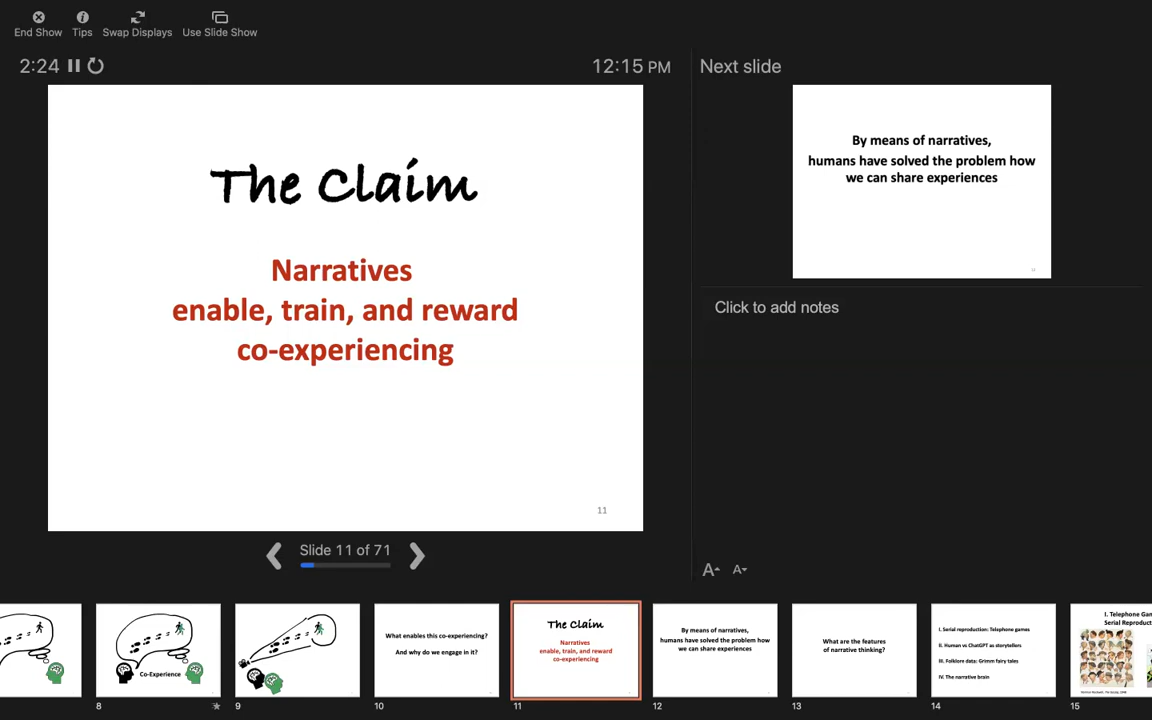 End Show
Tips
Swap Displays
Use Slide Show
2:24
12:15 PM
Next slide
The Claim
Narratives
enable, train, and reward
co-experiencing
11
By means of narratives,
humans have solved the problem how
we can share experiences
Click to add notes
Slide 11 of 71
A
A
Co-Experience
What enables this co-experiencing?
And why do we engage in it?
The Claim
Narratives
enable, train, and reward
co-experiencing
By means of narratives,
humans have solved the problem how
we can share experiences
What are the features
of narrative thinking?
I. Serial reproduction: Telephone games
II. Human vs ChatGPT as storytellers
III. Folklore data: Grimm fairy tales
IV. The narrative brain
I. Telephone Gam
Serial Reproduct
8
9
10
11
12
13
14
15